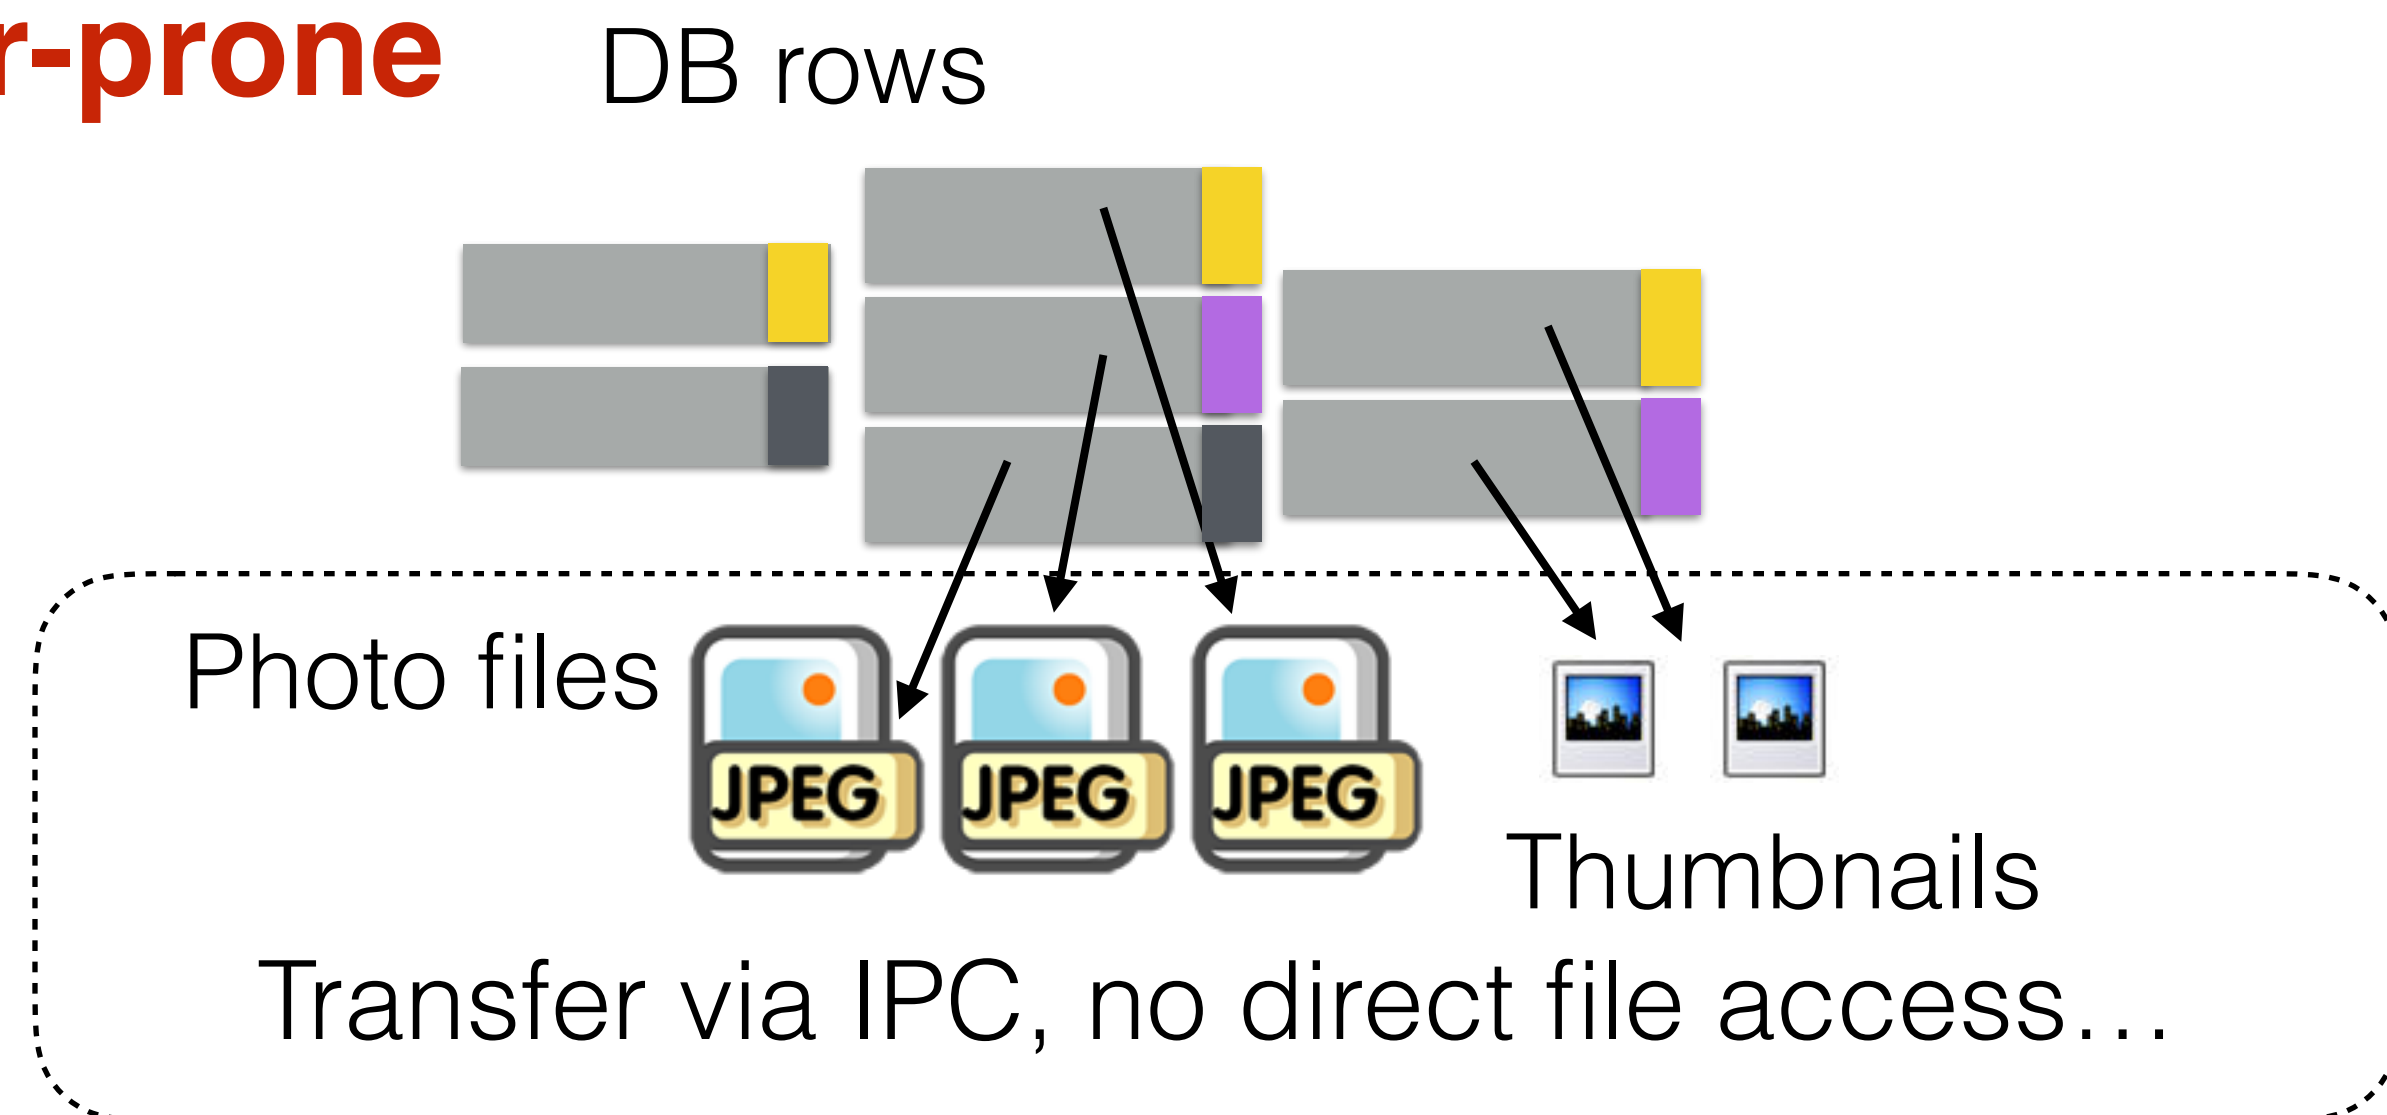 r-prone
DB rows
Photo files
JPEG
JPEG
JPEG
Thumbnails
Transfer via IPC, no direct file access…